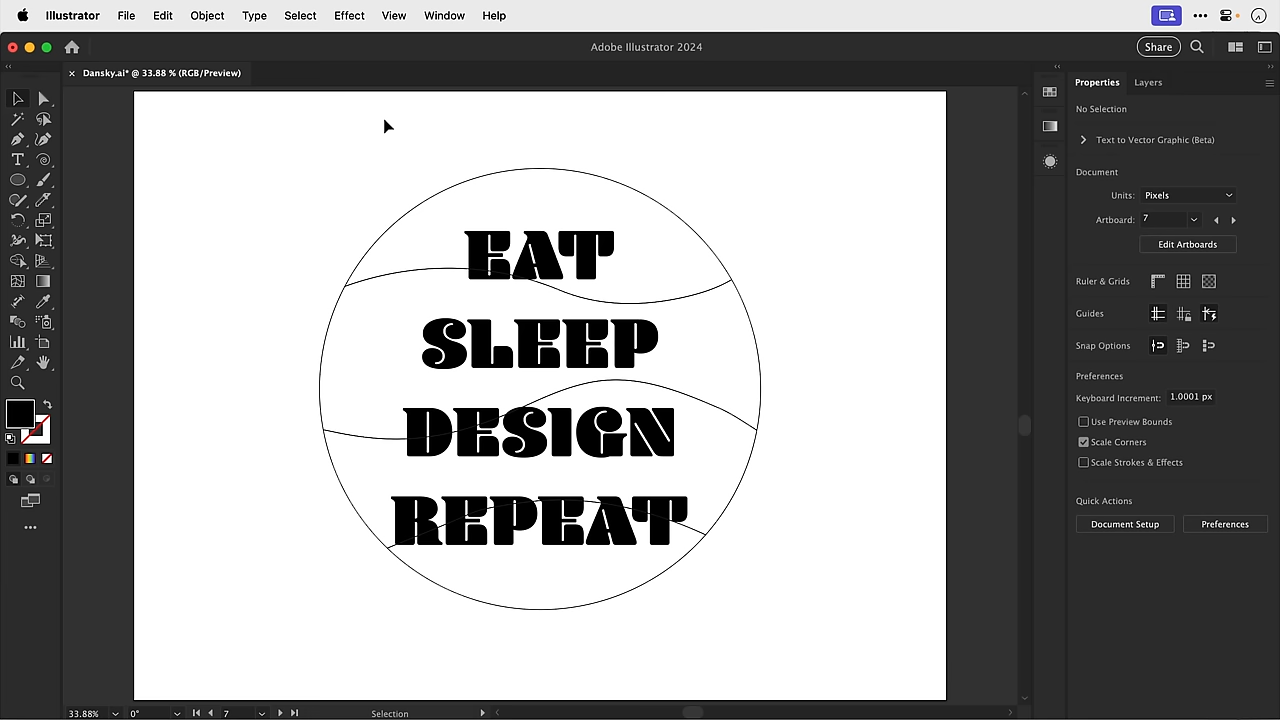 Illustrator File Edit Object Type Select Effect View Window Help
Adobe Illustrator 2024
Share
Dansky.ai* @ 33.88 % (RGB/Preview)
EAT
SLEEP
DESIGN
REPEAT
Properties Layers
No Selection
Text to Vector Graphic (Beta)
Document
Units: Pixels
Artboard: 7
Edit Artboards
Ruler & Grids
Guides
Snap Options
Preferences
Keyboard Increment: 1.0001 px
Use Preview Bounds
Scale Corners
Scale Strokes & Effects
Quick Actions
Document Setup Preferences
33.88% 0° 7 Selection